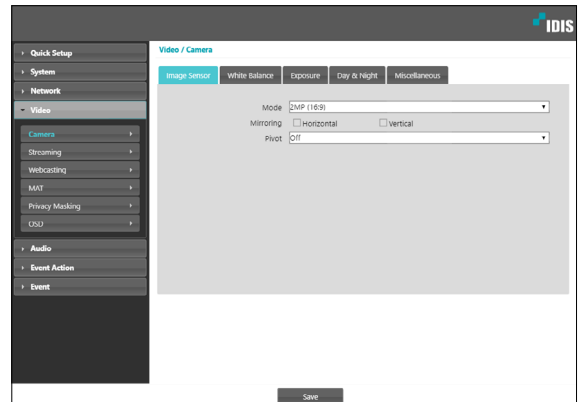 IDIS
Quick Setup
System
Network
Video
Camera
Streaming
Webcasting
MAT
Privacy Masking
OSD
Audio
Event Action
Event
Video / Camera
Image Sensor White Balance Exposure Day & Night Miscellaneous
Mode 2MP (16:9)
Mirroring Horizontal Vertical
Pivot Off
Save